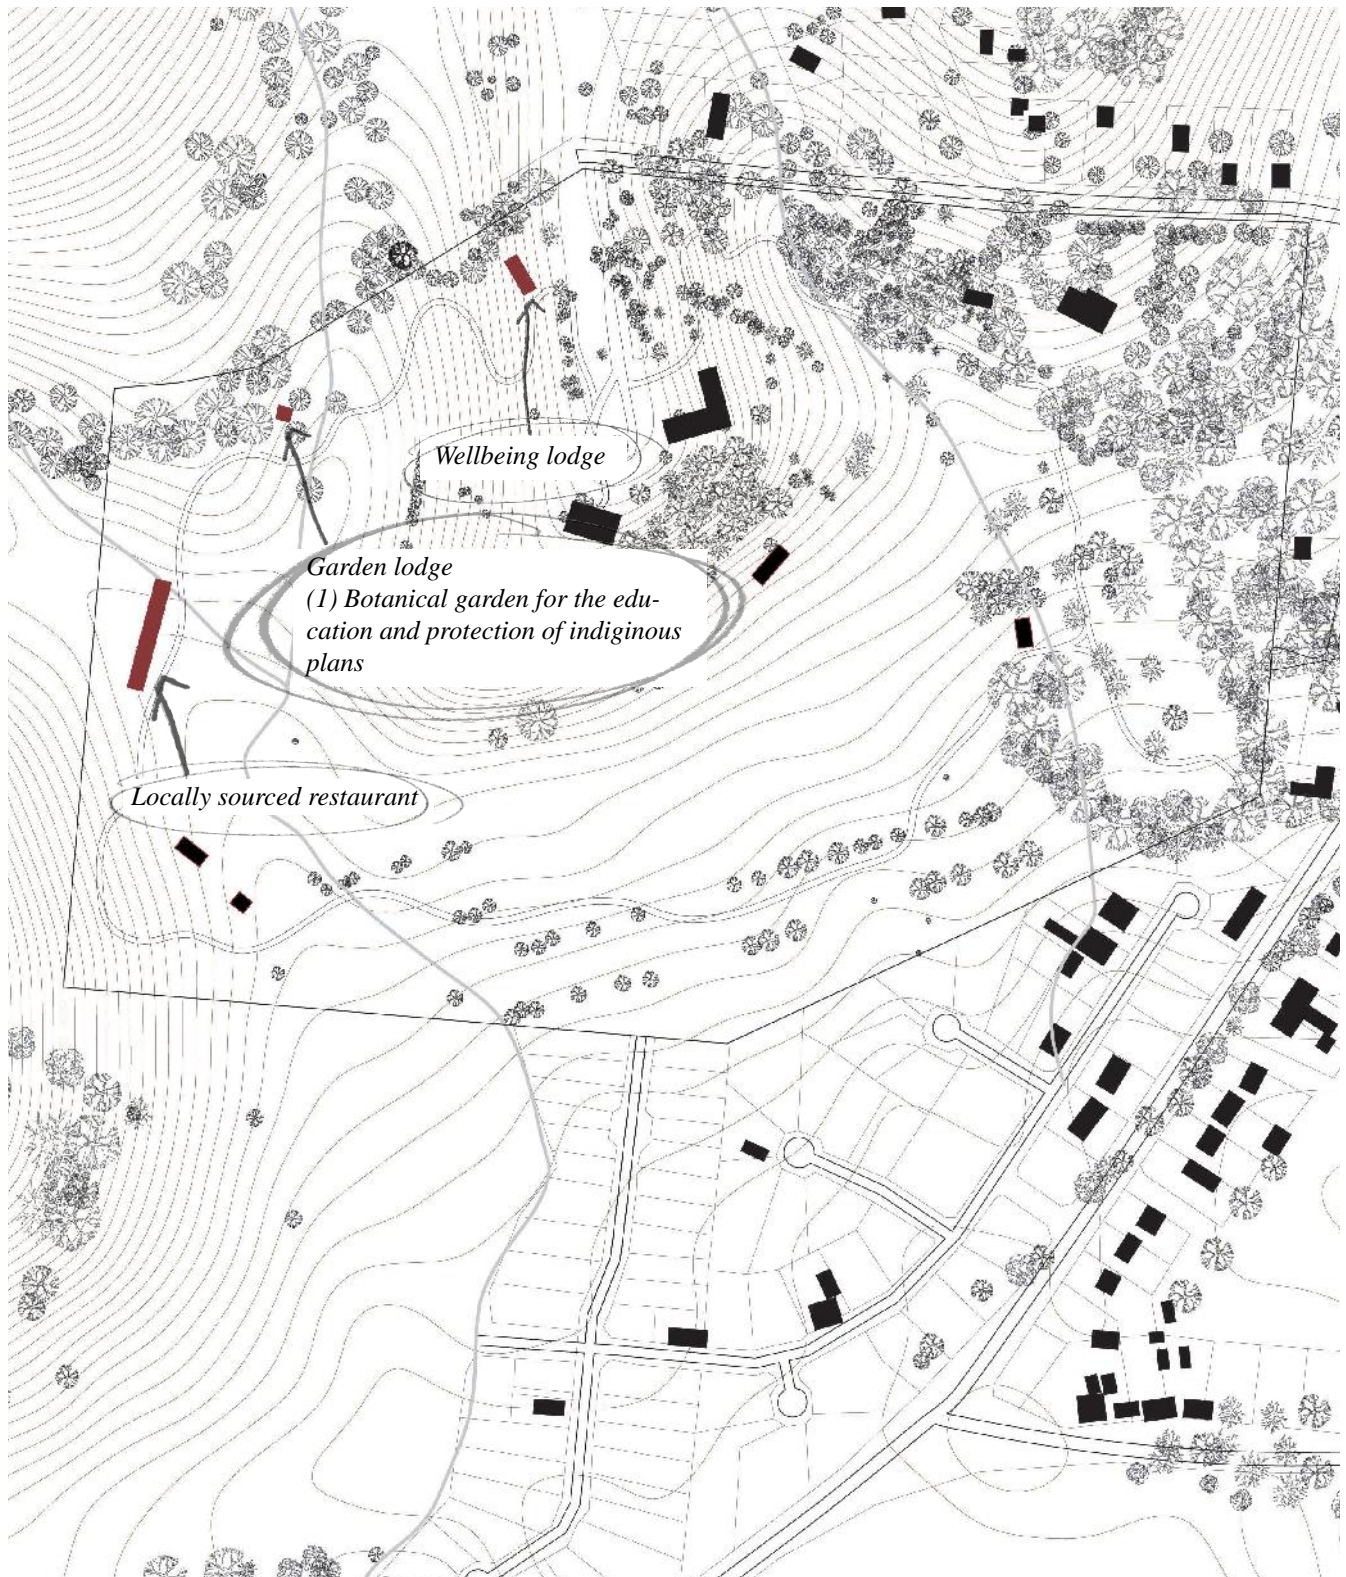 Wellbeing lodge
Garden lodge
(1) Botanical garden for the edu-
cation and protection of indiginous
plans
Locally sourced restaurant